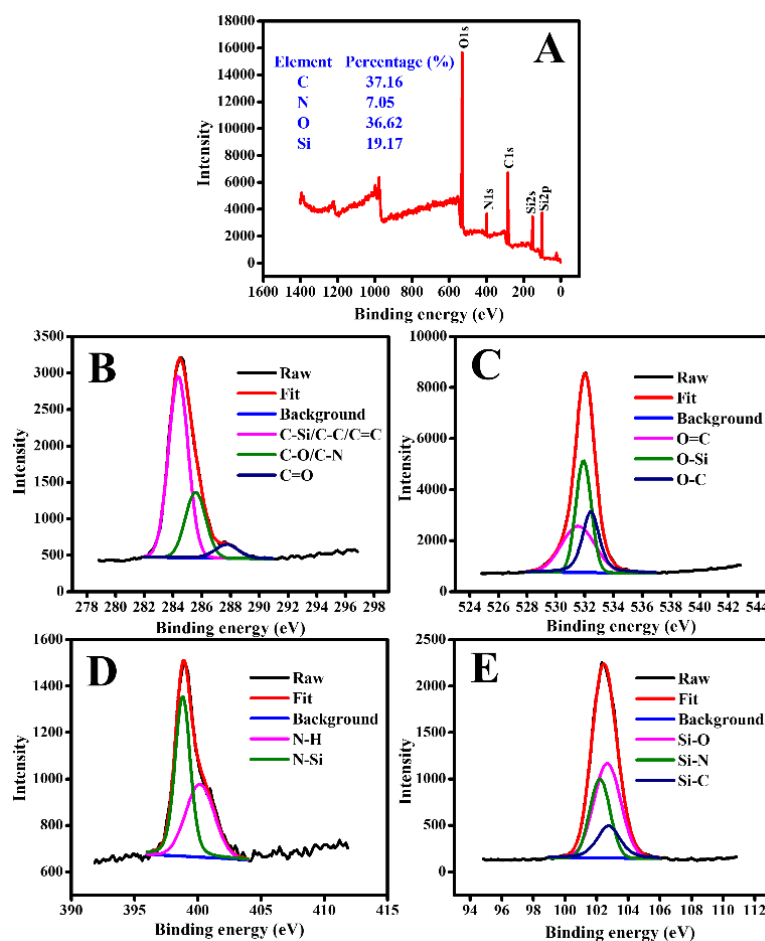 A
Element Percentage (%)
C 37.16
N 7.05
O 36.62
Si 19.17
O1s
N1s
C1s
Si2s
Si2p
Intensity
18000
16000
14000
12000
10000
8000
6000
4000
2000
0
1600 1400 1200 1000 800 600 400 200 0
Binding energy (eV)
B
Raw
Fit
Background
C-Si/C-C/C=C
C-O/C-N
C=O
Intensity
3500
3000
2500
2000
1500
1000
500
0
278 280 282 284 286 288 290 292 294 296 298
Binding energy (eV)
C
Raw
Fit
Background
O=C
O-Si
O-C
Intensity
10000
8000
6000
4000
2000
0
524 526 528 530 532 534 536 538 540 542 544
Binding energy (eV)
D
Raw
Fit
Background
N-H
N-Si
Intensity
1600
1400
1200
1000
800
600
390 395 400 405 410 415
Binding energy (eV)
E
Raw
Fit
Background
Si-O
Si-N
Si-C
Intensity
2500
2000
1500
1000
500
0
94 96 98 100 102 104 106 108 110 112
Binding energy (eV)